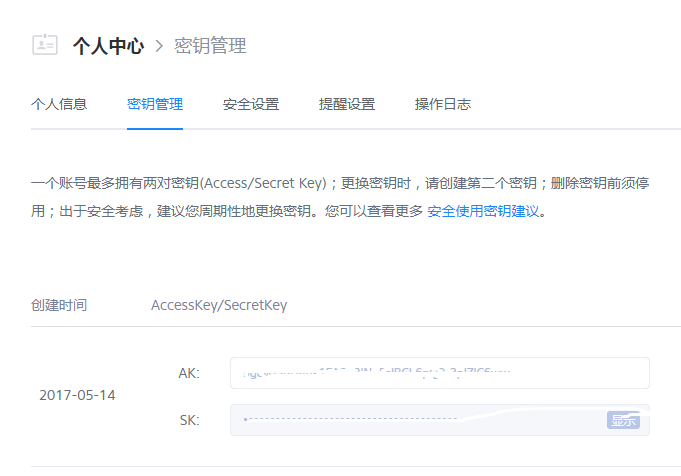 个人中心 > 密钥管理
个人信息 密钥管理 安全设置 提醒设置 操作日志
一个账号最多拥有两对密钥(Access/Secret Key)；更换密钥时，请创建第二个密钥；删除密钥前须停
用；出于安全考虑，建议您周期性地更换密钥。您可以查看更多 安全使用密钥建议。
创建时间 AccessKey/SecretKey
AK:
2017-05-14
SK: 显示